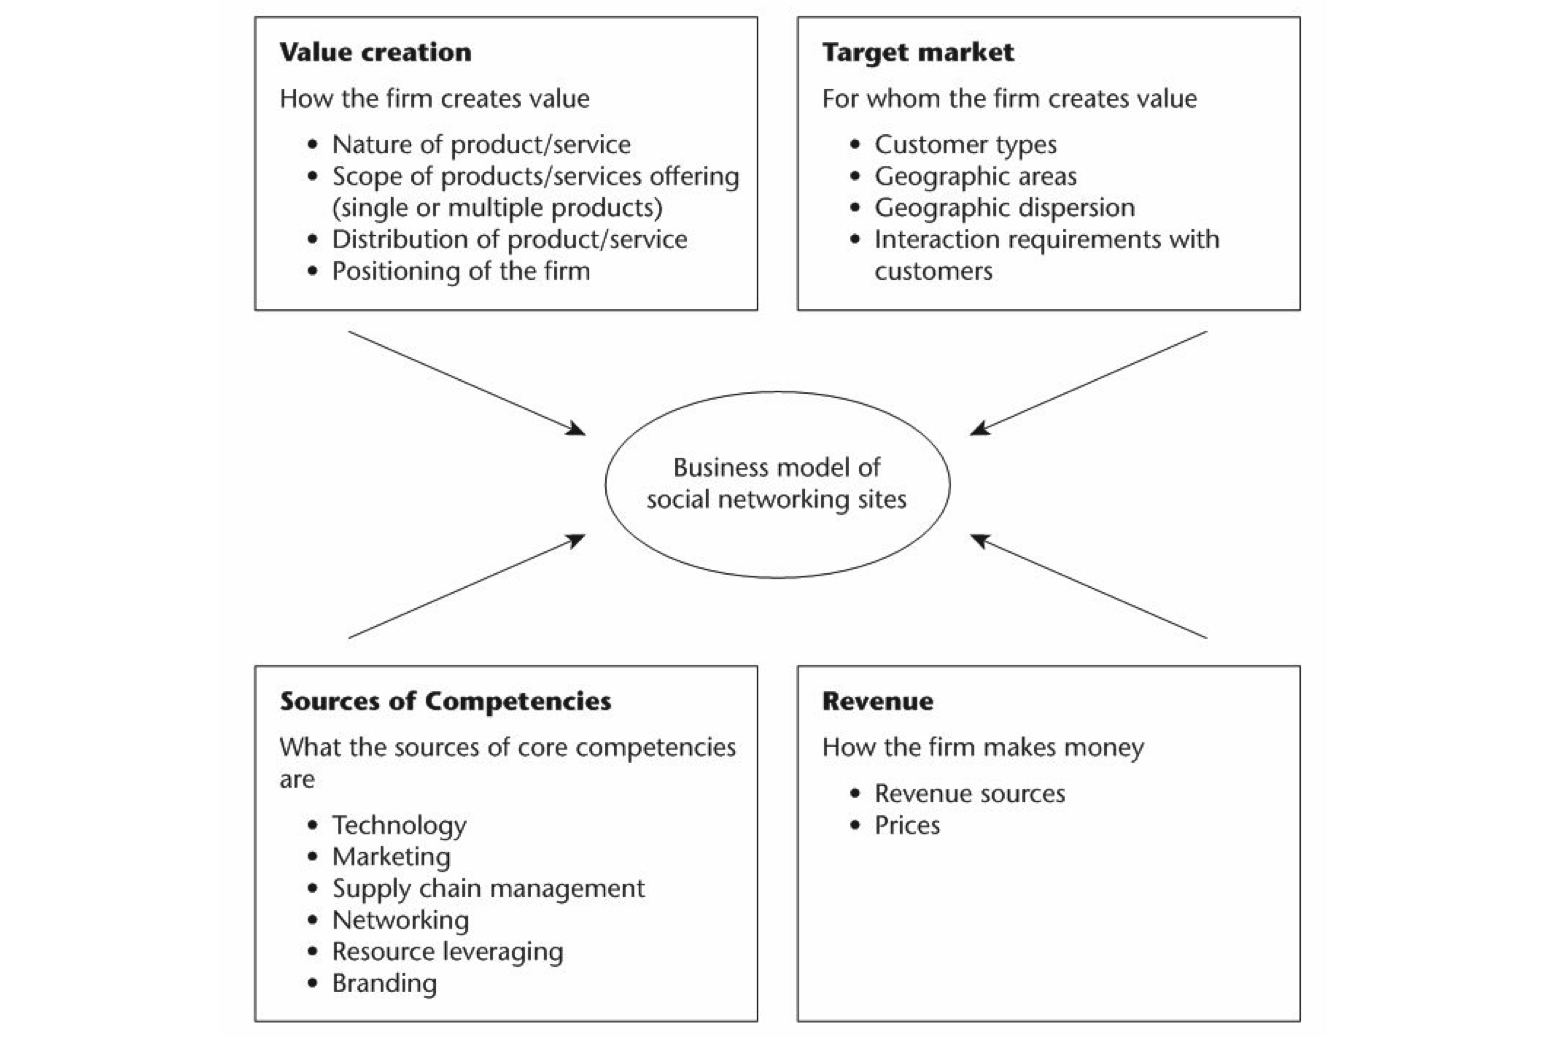 Value creation
How the firm creates value
• Nature of product/service
• Scope of products/services offering
(single or multiple products)
• Distribution of product/service
• Positioning of the firm
Target market
For whom the firm creates value
• Customer types
• Geographic areas
• Geographic dispersion
• Interaction requirements with
customers
Business model of
social networking sites
Sources of Competencies
What the sources of core competencies
are
• Technology
• Marketing
• Supply chain management
• Networking
• Resource leveraging
• Branding
Revenue
How the firm makes money
• Revenue sources
• Prices